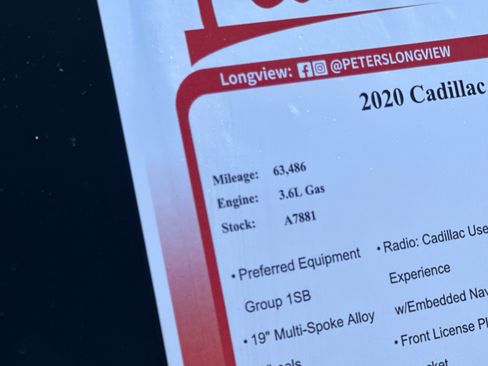 Longview: @PETERSLONGVIEW
2020 Cadillac
Mileage: 63,486
Engine: 3.6L Gas
Stock: A7881
• Preferred Equipment
Group 1SB
• 19" Multi-Spoke Alloy
• Radio: Cadillac Use
Experience
w/Embedded Nav
• Front License Pl